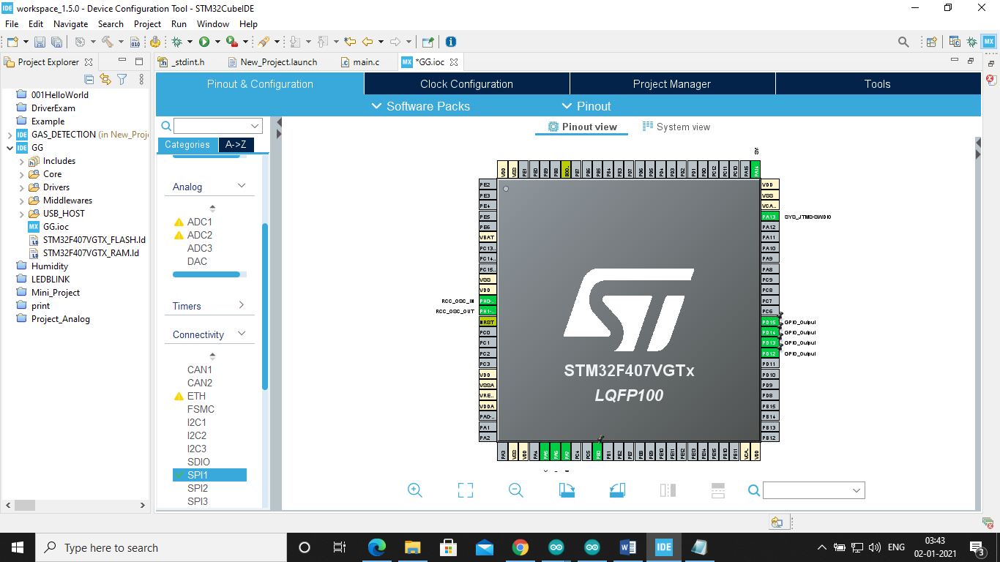 workspace_1.5.0 - Device Configuration Tool - STM32CubeIDE
File Edit Navigate Search Project Run Window Help
Project Explorer
_stdint.h
New_Project.launch
main.c
*GG.ioc
001HelloWorld
DriverExam
Example
GAS_DETECTION (in New_Proj
GG
Includes
Core
Drivers
Middlewares
USB_HOST
GG.ioc
STM32F407VGTX_FLASH.ld
STM32F407VGTX_RAM.ld
Humidity
LEDBLINK
Mini_Project
print
Project_Analog
Pinout & Configuration
Clock Configuration
Project Manager
Tools
Software Packs
Pinout
Categories
A->Z
Analog
ADC1
ADC2
ADC3
DAC
Timers
Connectivity
CAN1
CAN2
ETH
FSMC
I2C1
I2C2
I2C3
SDIO
SPI1
SPI2
SPI3
Pinout view
System view
VDD VSS PE1 PE0 PB9 PB8 BOO.. PB7 PB6 PB5 PB4 PB3 PD7 PD6 PD5 PD4 PD3 PD2 PD1 PD0 PC12 PC11 PC10 PA15 PA14
PE2
PE3
PE4
PE5
PE6
VBAT
PC13..
PC14..
PC15..
VSS
VDD
RCC_OSC_IN PH0-..
RCC_OSC_OUT PH1-..
NRST
PC0
PC1
PC2
PC3
VDD
VSSA
VRE..
VDDA
PA0-..
PA1
PA2
STM32F407VGTx
LQFP100
VDD
VSS
VCA..
PA13 SYS_JTMS-SWDIO
PA12
PA11
PA10
PA9
PA8
PC9
PC8
PC7
PC6
PD15 GPIO_Output
PD14 GPIO_Output
PD13 GPIO_Output
PD12 GPIO_Output
PD11
PD10
PD9
PD8
PB15
PB14
PB13
PB12
PA3 VSS VDD PA4 PA5 PA6 PA7 PC4 PC5 PB0 PB1 PB2 PE7 PE8 PE9 PE10 PE11 PE12 PE13 PE14 PE15 PB10 PB11 VCA.. VDD
Type here to search
ENG
03:43
02-01-2021
3